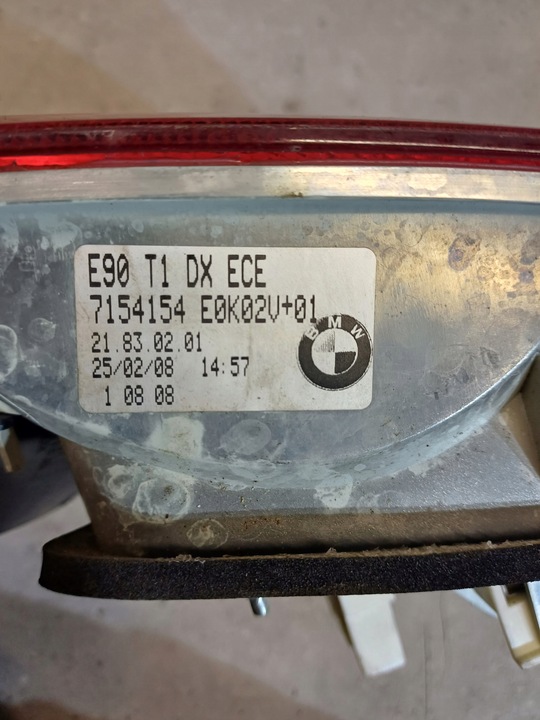 E90 T1 DX ECE
7154154 E0K02V+01
BMW
21.83.02.01
25/02/08 14:57
1 08 08